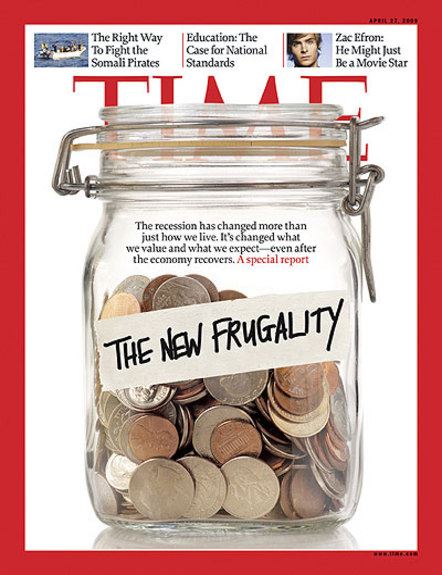 APRIL 27, 2009
The Right Way
To Fight the
Somali Pirates
Education: The
Case for National
Standards
Zac Efron:
He Might Just
Be a Movie Star
TIME
The recession has changed more than
just how we live. It's changed what
we value and what we expect—even after
the economy recovers. A special report
THE NEW FRUGALITY
www.time.com